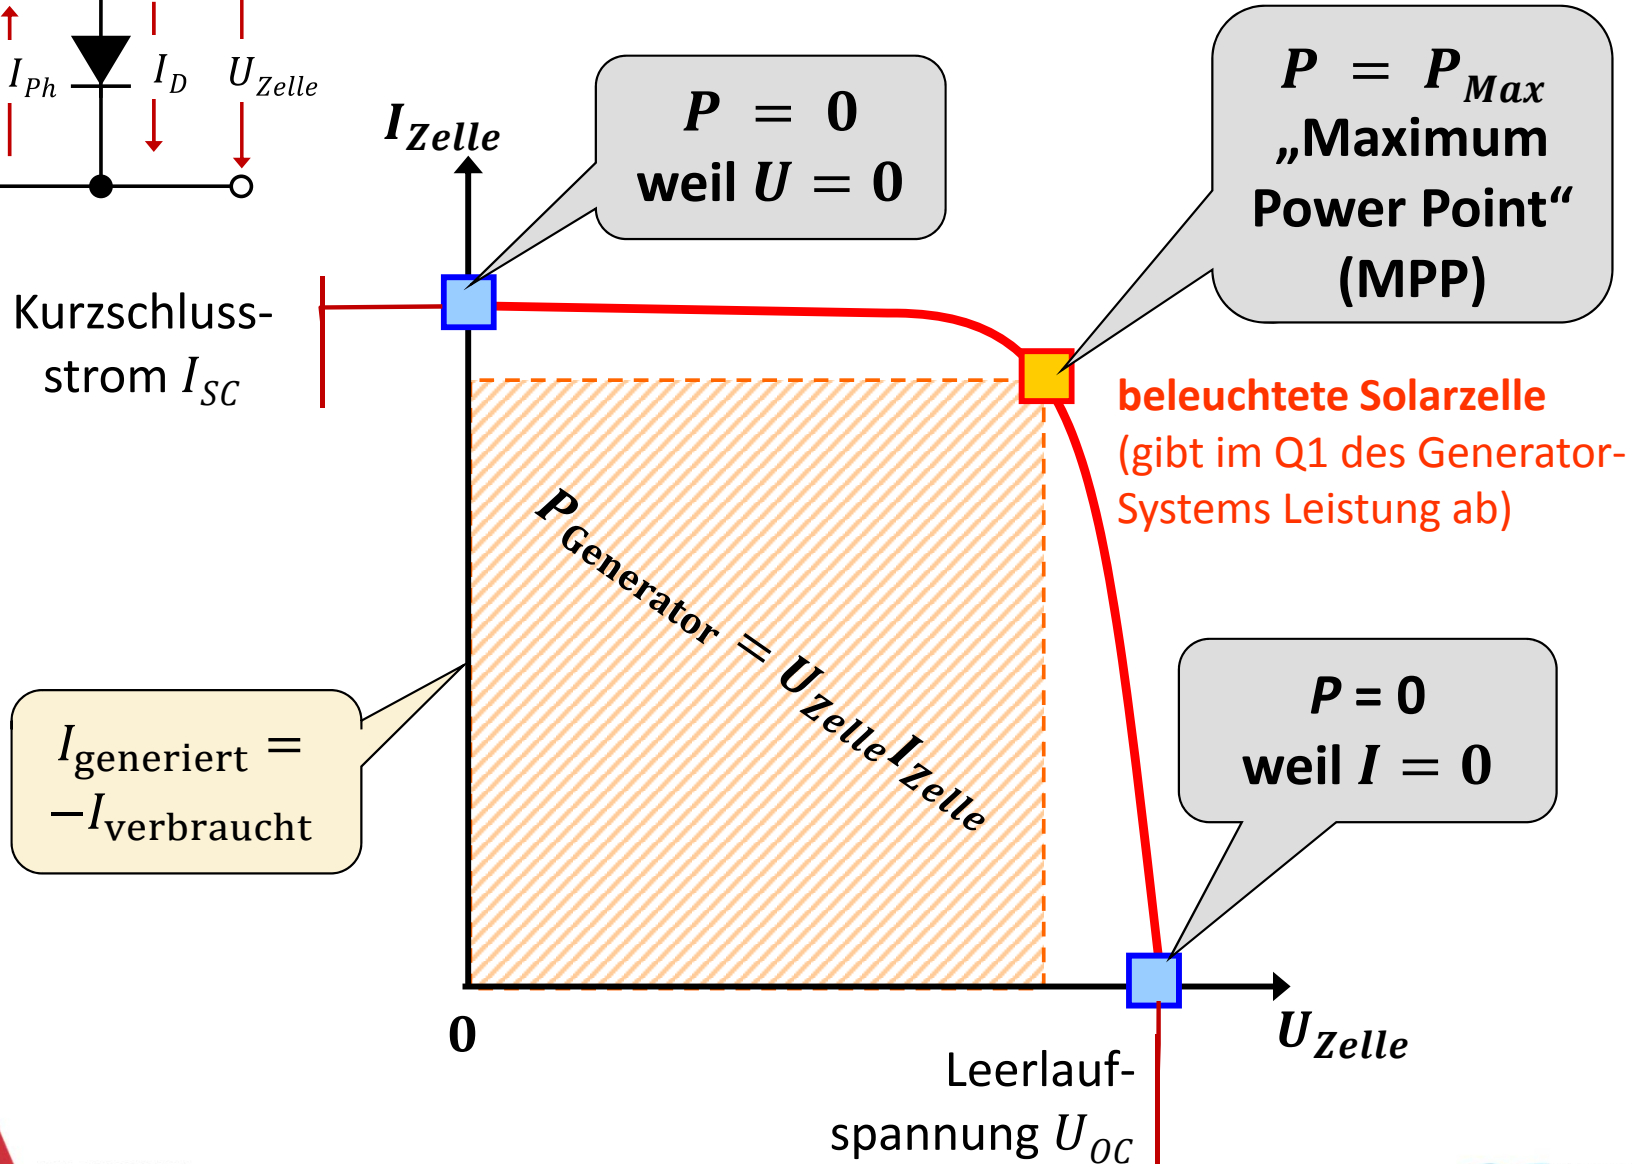 I_Ph
I_D
U_Zelle
I_Zelle
P = 0
weil U = 0
P = P_Max
„Maximum
Power Point“
(MPP)
Kurzschluss-
strom I_SC
beleuchtete Solarzelle
(gibt im Q1 des Generator-
Systems Leistung ab)
P_Generator = U_Zelle I_Zelle
I_generiert =
−I_verbraucht
P = 0
weil I = 0
0
U_Zelle
Leerlauf-
spannung U_OC